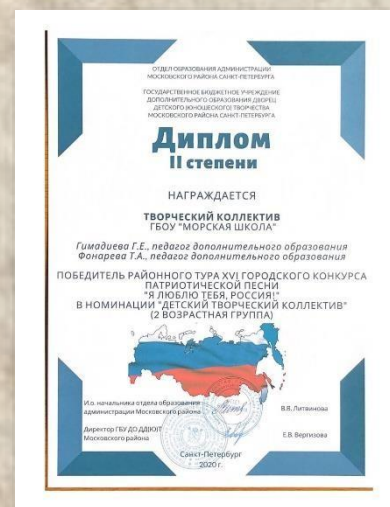 ОТДЕЛ ОБРАЗОВАНИЯ АДМИНИСТРАЦИИ
МОСКОВСКОГО РАЙОНА САНКТ-ПЕТЕРБУРГА
ГОСУДАРСТВЕННОЕ БЮДЖЕТНОЕ УЧРЕЖДЕНИЕ
ДОПОЛНИТЕЛЬНОГО ОБРАЗОВАНИЯ ДВОРЕЦ
ДЕТСКОГО (ЮНОШЕСКОГО) ТВОРЧЕСТВА
МОСКОВСКОГО РАЙОНА САНКТ-ПЕТЕРБУРГА
Диплом
II степени
НАГРАЖДАЕТСЯ
ТВОРЧЕСКИЙ КОЛЛЕКТИВ
ГБОУ "МОРСКАЯ ШКОЛА"
Гимадиева Г.Е., педагог дополнительного образования
Фонарева Т.А., педагог дополнительного образования
ПОБЕДИТЕЛЬ РАЙОННОГО ТУРА XVI ГОРОДСКОГО КОНКУРСА
ПАТРИОТИЧЕСКОЙ ПЕСНИ
"Я ЛЮБЛЮ ТЕБЯ, РОССИЯ!"
В НОМИНАЦИИ "ДЕТСКИЙ ТВОРЧЕСКИЙ КОЛЛЕКТИВ"
(2 ВОЗРАСТНАЯ ГРУППА)
И.о. начальника отдела образования
администрации Московского района
В.Я. Литвинова
Директор ГБУ ДО ДД(Ю)Т
Московского района
Е.В. Вергизова
Санкт-Петербург
2020 г.